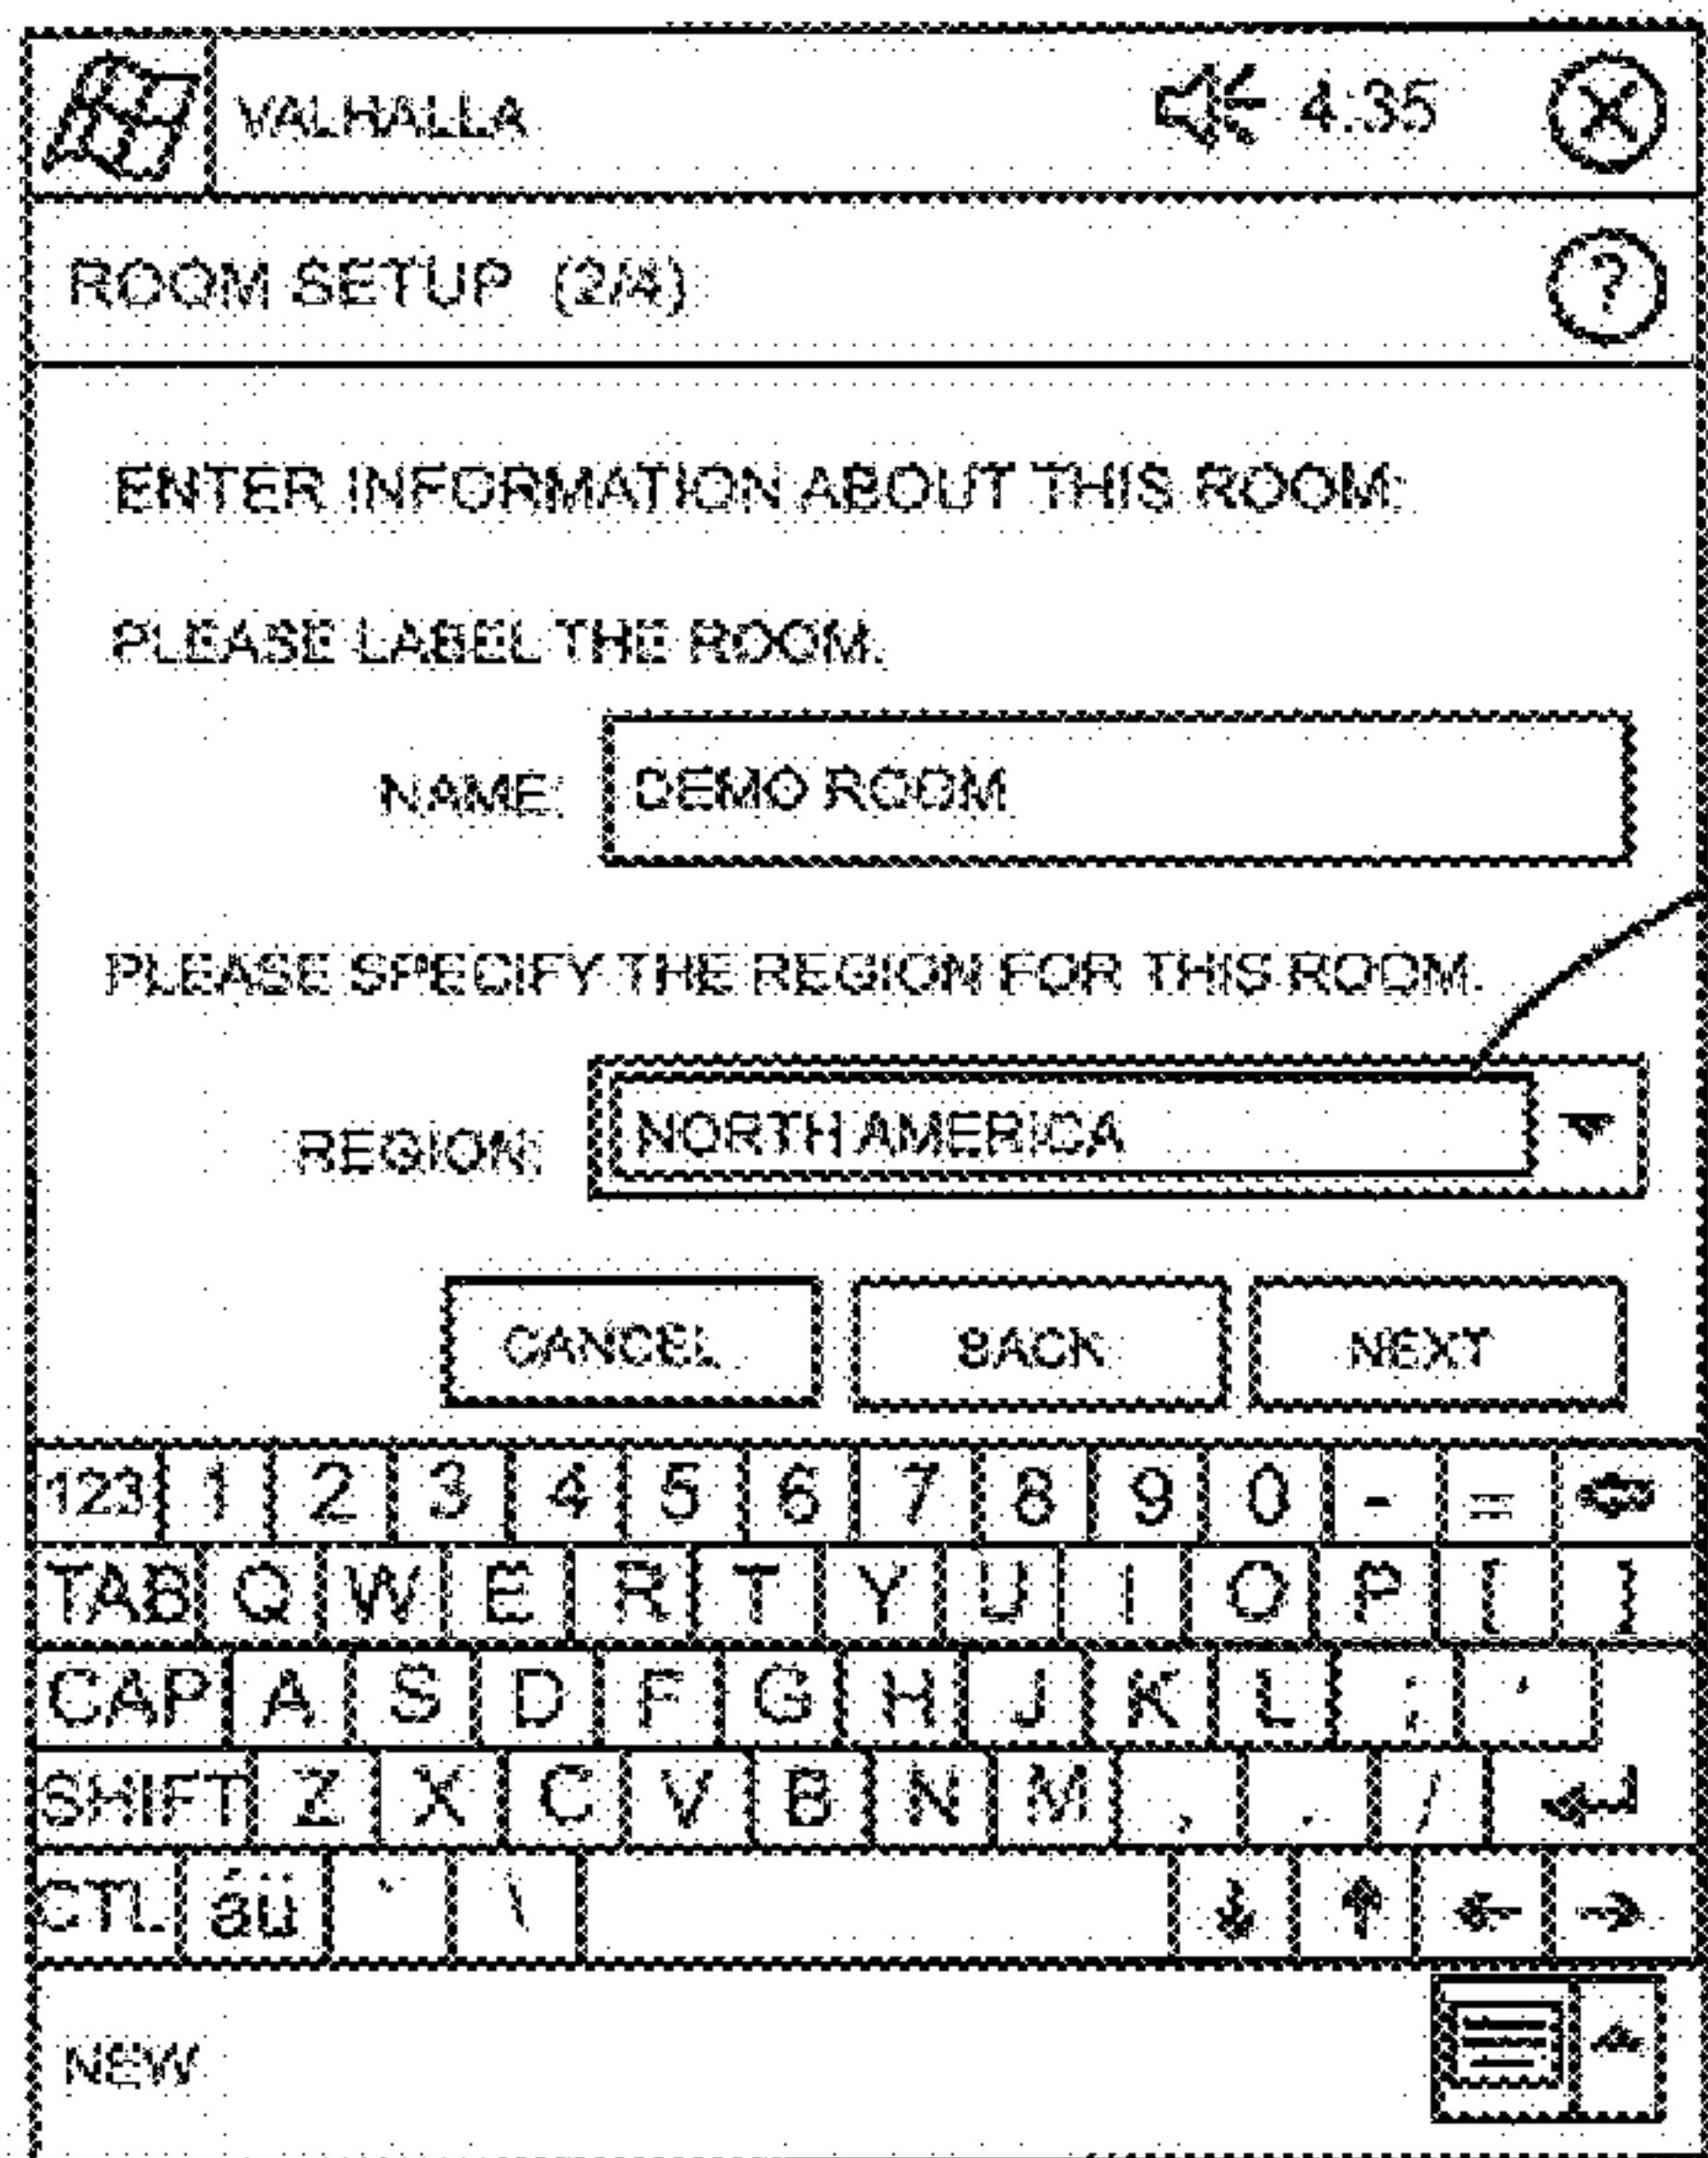 VALHALLA 4:35
ROOM SETUP (2/4) ?
ENTER INFORMATION ABOUT THIS ROOM:
PLEASE LABEL THE ROOM.
NAME: DEMO ROOM
PLEASE SPECIFY THE REGION FOR THIS ROOM.
REGION: NORTH AMERICA
CANCEL BACK NEXT
123 1 2 3 4 5 6 7 8 9 0 - =
TAB Q W E R T Y U I O P [ ]
CAP A S D F G H J K L ; '
SHIFT Z X C V B N M , . /
CTL áü ` \
NEW